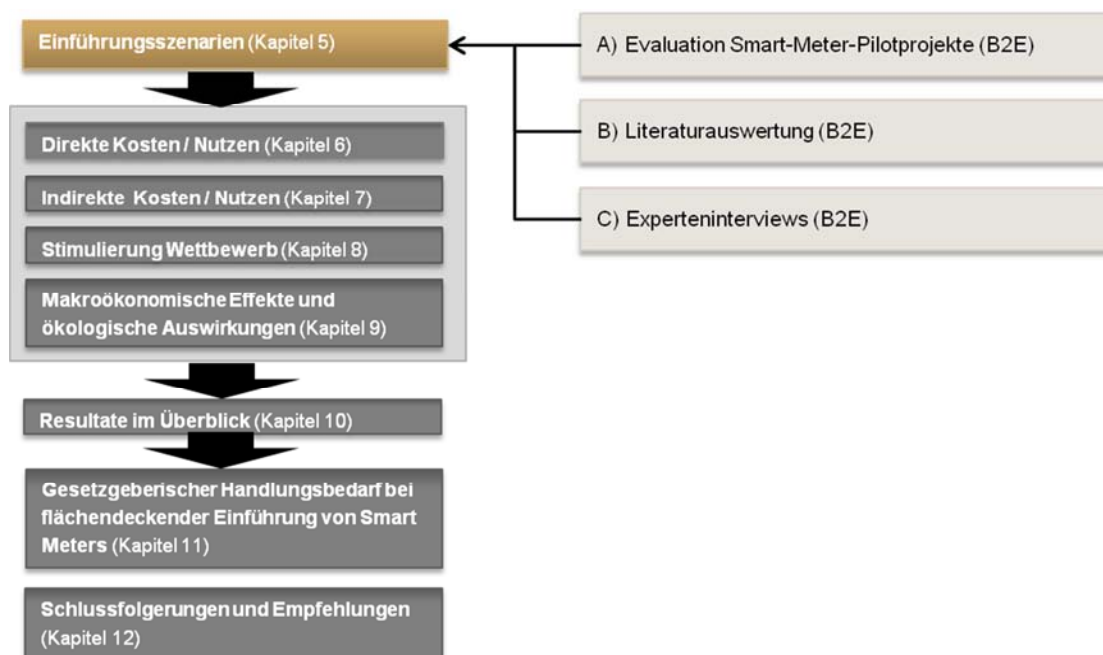 Einführungsszenarien (Kapitel 5)
A) Evaluation Smart-Meter-Pilotprojekte (B2E)
B) Literaturauswertung (B2E)
C) Experteninterviews (B2E)
Direkte Kosten / Nutzen (Kapitel 6)
Indirekte Kosten / Nutzen (Kapitel 7)
Stimulierung Wettbewerb (Kapitel 8)
Makroökonomische Effekte und
ökologische Auswirkungen (Kapitel 9)
Resultate im Überblick (Kapitel 10)
Gesetzgeberischer Handlungsbedarf bei
flächendeckender Einführung von Smart
Meters (Kapitel 11)
Schlussfolgerungen und Empfehlungen
(Kapitel 12)